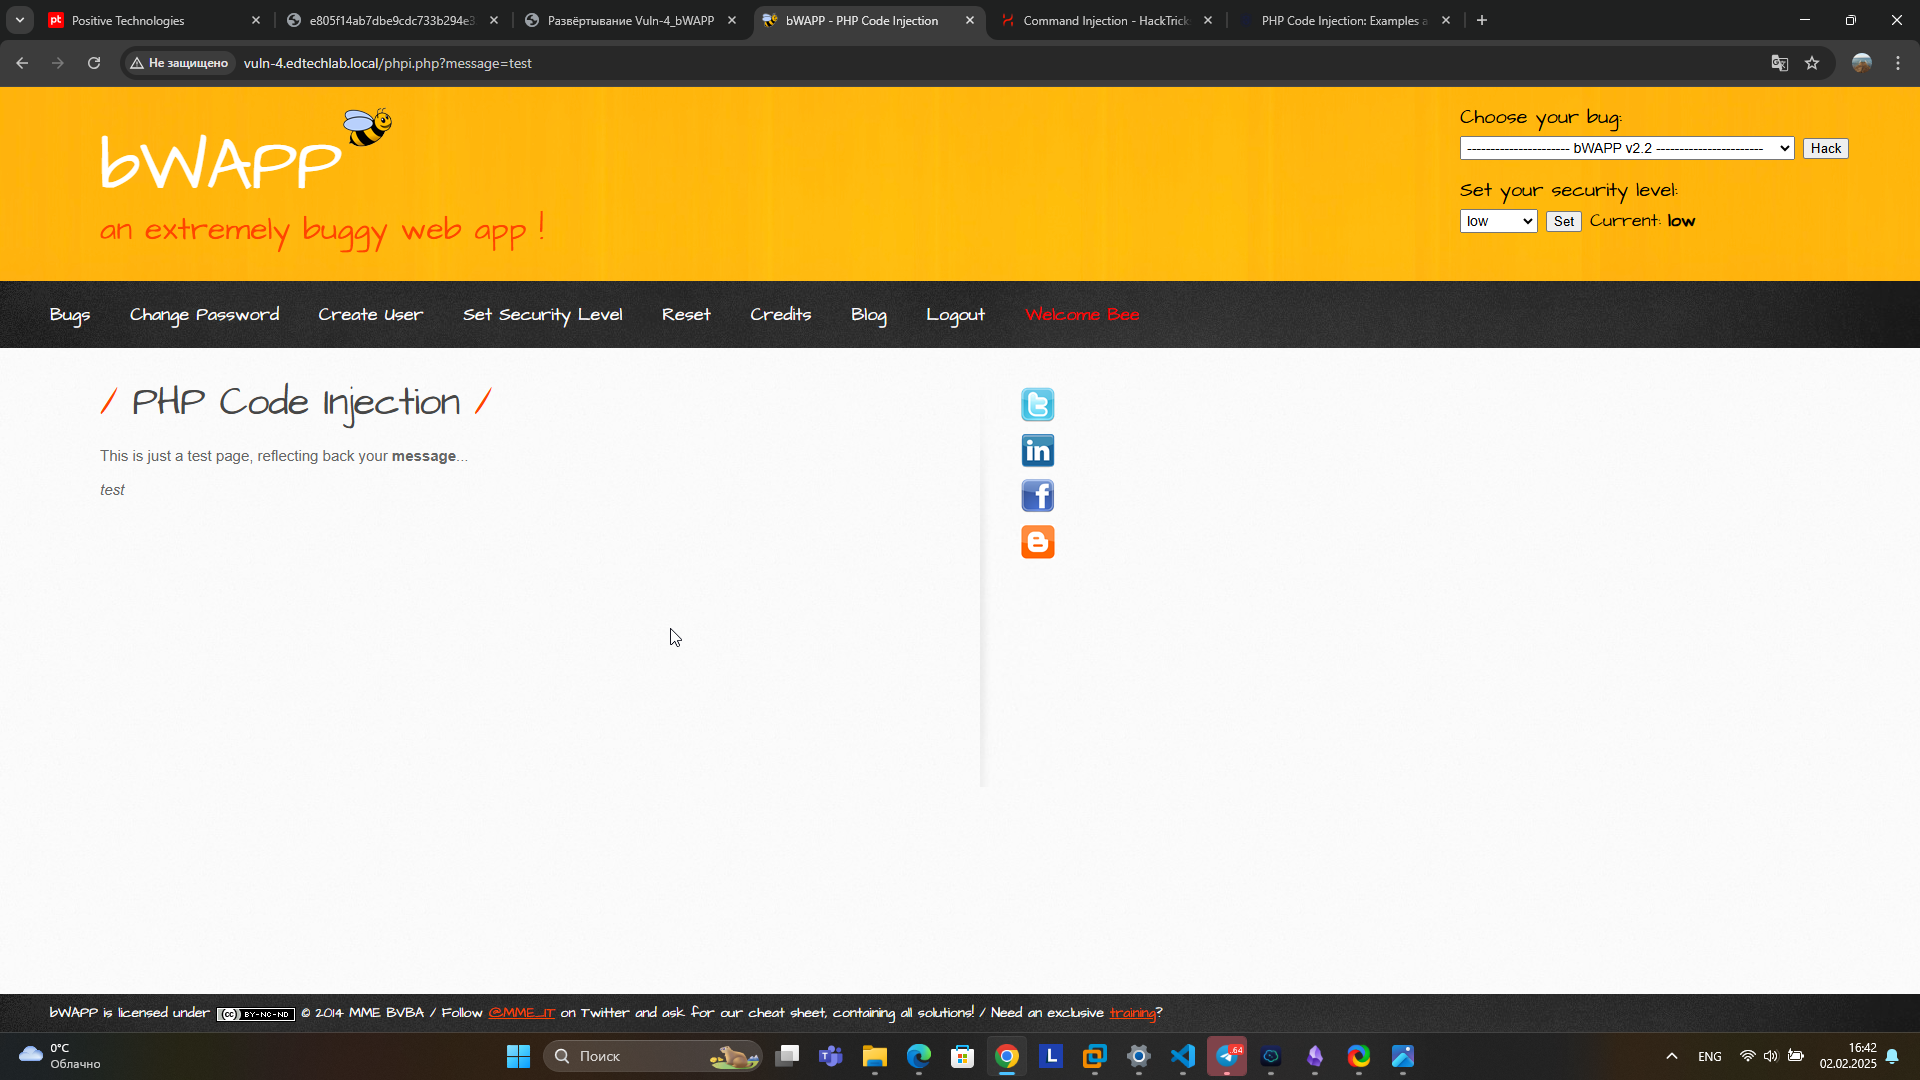 pt Positive Technologies
e805f14ab7dbe9cdc733b294e3
Развёртывание Vuln-4_bWAPP
bWAPP - PHP Code Injection
Command Injection - HackTrick
PHP Code Injection: Examples a
Не защищено
vuln-4.edtechlab.local/phpi.php?message=test
bWAPP
an extremely buggy web app !
Choose your bug:
---------------------- bWAPP v2.2 -----------------------
Hack
Set your security level:
low
Set
Current: low
Bugs
Change Password
Create User
Set Security Level
Reset
Credits
Blog
Logout
Welcome Bee
/ PHP Code Injection /
This is just a test page, reflecting back your message...
test
bWAPP is licensed under (cc) BY-NC-ND © 2014 MME BVBA / Follow @MME_IT on Twitter and ask for our cheat sheet, containing all solutions! / Need an exclusive training?
0°C
Облачно
Поиск
64
ENG
16:42
02.02.2025